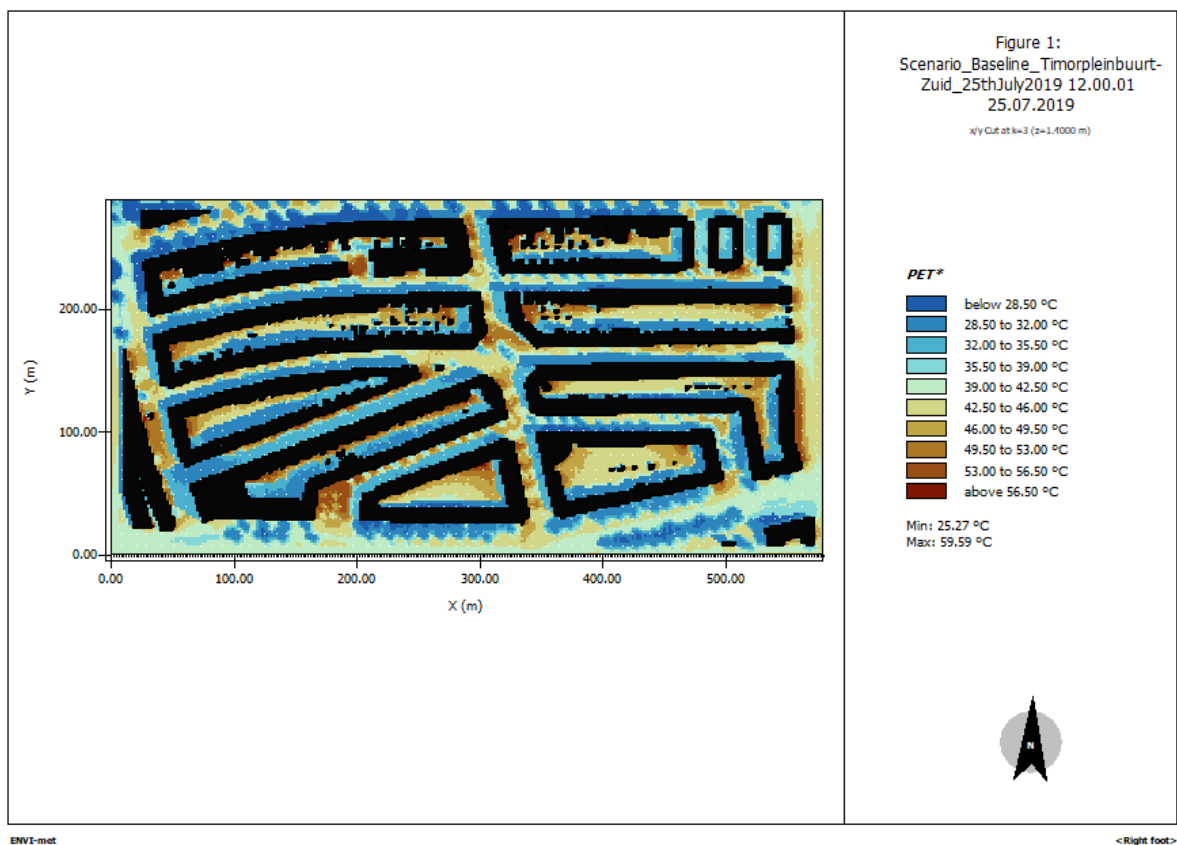 Figure 1:
Scenario_Baseline_Timorpleinbuurt-
Zuid_25thJuly2019 12.00.01
25.07.2019
x/y Cut at k=3 (z=1.4000 m)
200.00
100.00
0.00
Y (m)
0.00 100.00 200.00 300.00 400.00 500.00
X (m)
PET*
below 28.50 °C
28.50 to 32.00 °C
32.00 to 35.50 °C
35.50 to 39.00 °C
39.00 to 42.50 °C
42.50 to 46.00 °C
46.00 to 49.50 °C
49.50 to 53.00 °C
53.00 to 56.50 °C
above 56.50 °C
Min: 25.27 °C
Max: 59.59 °C
N
ENVI-met
<Right foot>